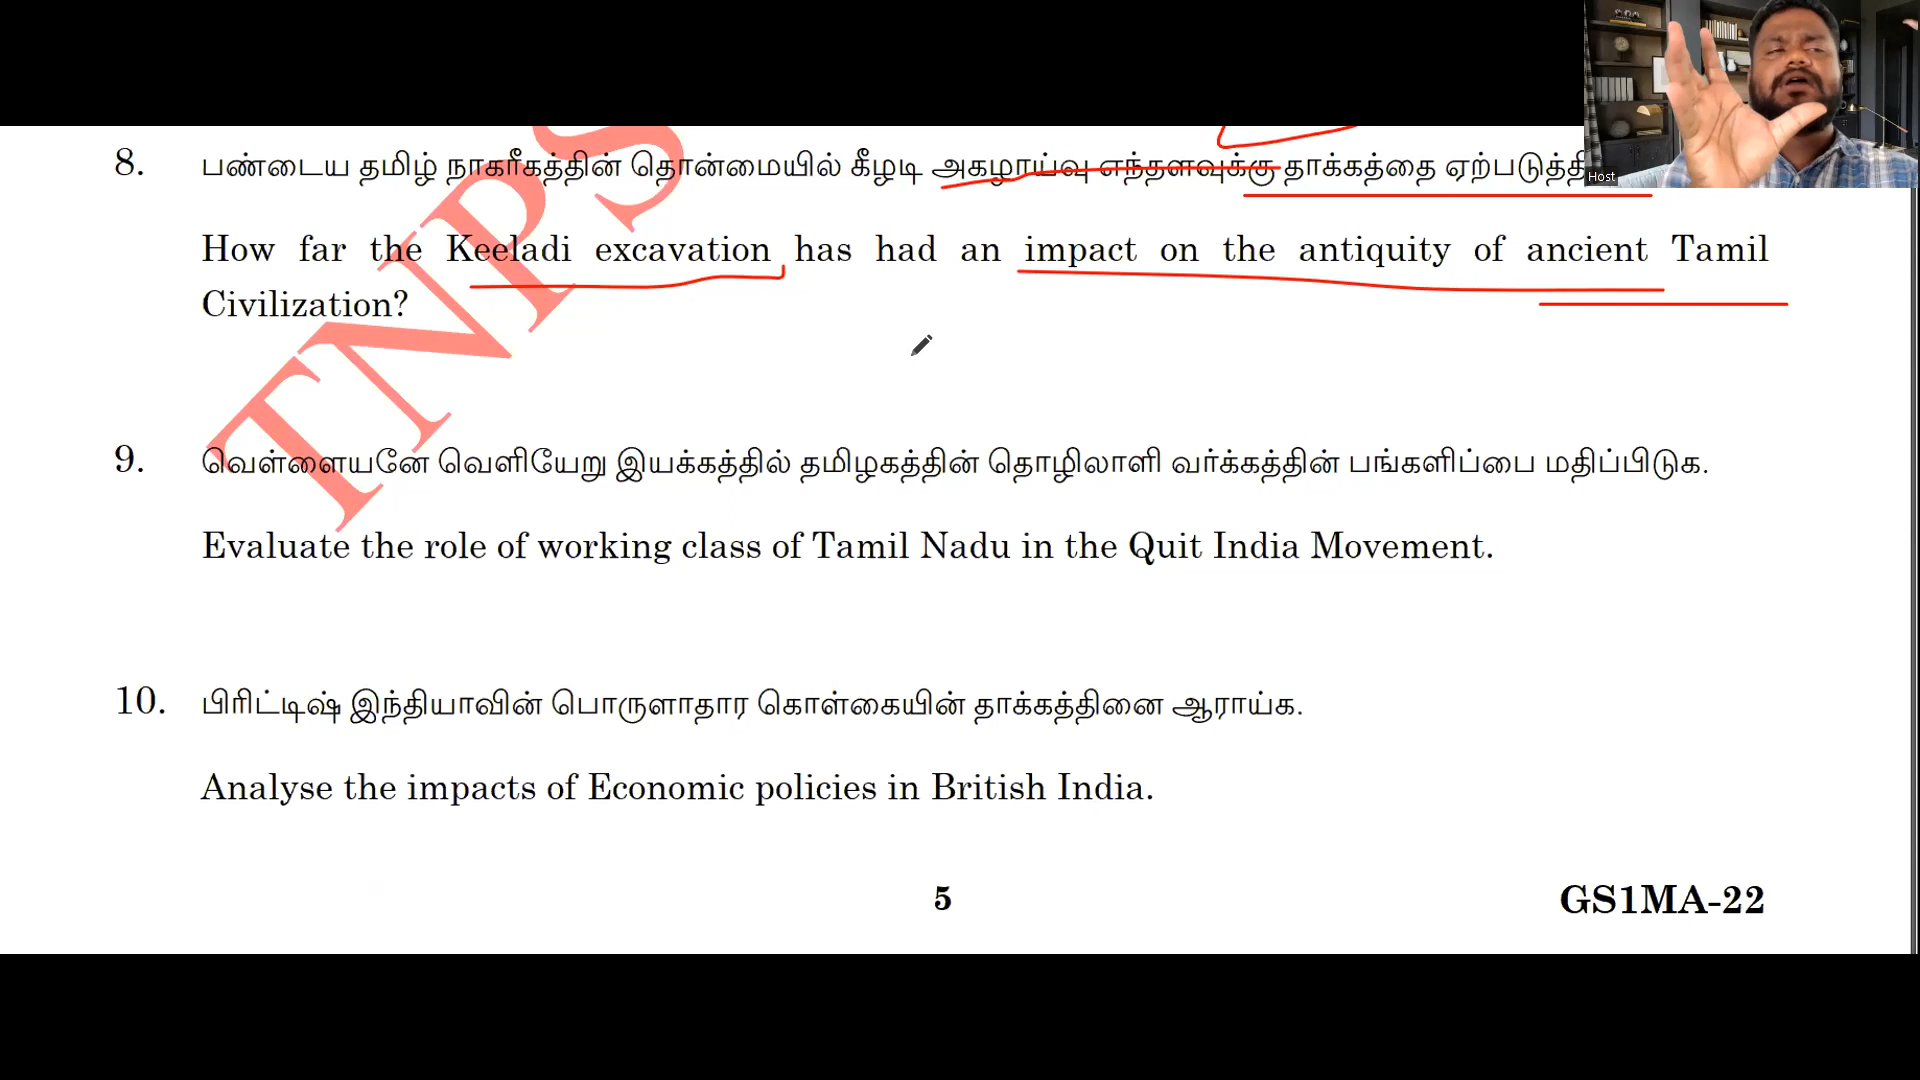 Host
8. பண்டைய தமிழ் நாகரீகத்தின் தொன்மையில் கீழடி அகழாய்வு எந்தளவுக்கு தாக்கத்தை
How far the Keeladi excavation has had an impact on the antiquity of ancient Tamil
Civilization?
9. வெள்ளையனே வெளியேறு இயக்கத்தில் தமிழகத்தின் தொழிலாளி வர்க்கத்தின் பங்களிப்பை மதிப்பிடுக.
Evaluate the role of working class of Tamil Nadu in the Quit India Movement.
10. பிரிட்டிஷ் இந்தியாவின் பொருளாதார கொள்கையின் தாக்கத்தினை ஆராய்க.
Analyse the impacts of Economic policies in British India.
5 GS1MA-22
TNPS